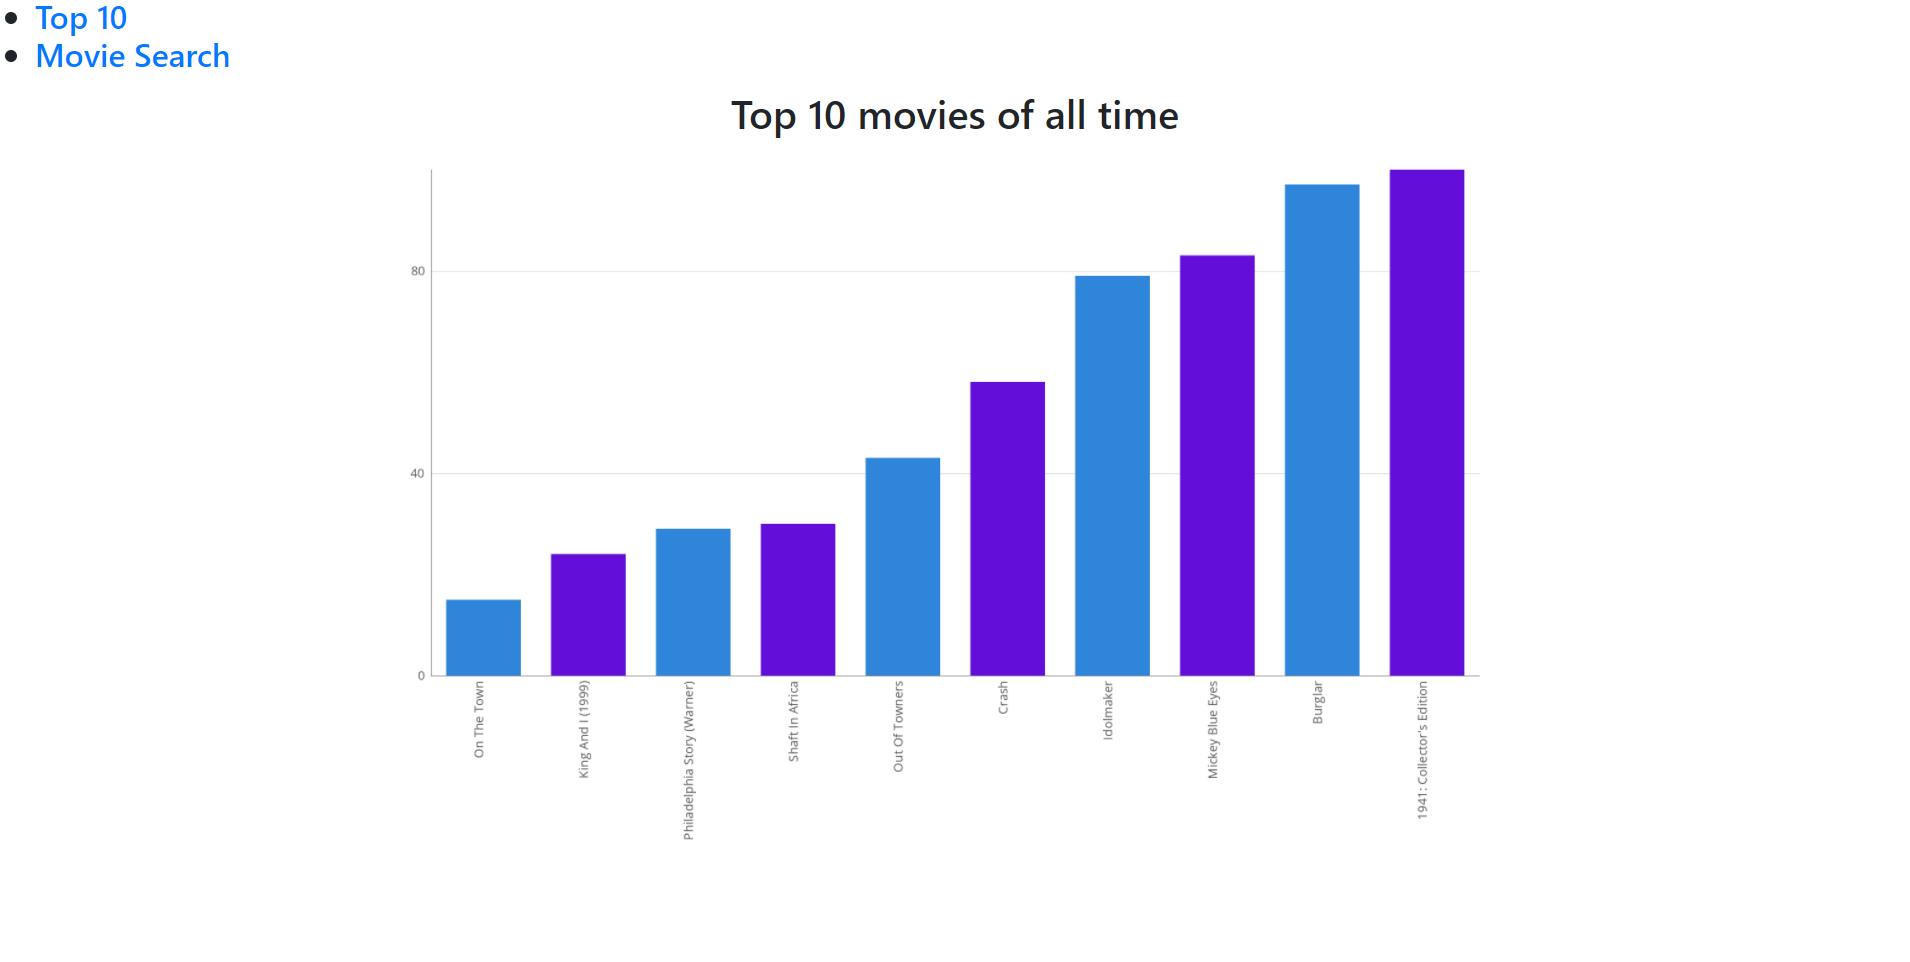 Top 10
Movie Search
Top 10 movies of all time
80
40
0
On The Town
King And I (1999)
Philadelphia Story (Warner)
Shaft In Africa
Out Of Towners
Crash
Idolmaker
Mickey Blue Eyes
Burglar
1941: Collector's Edition